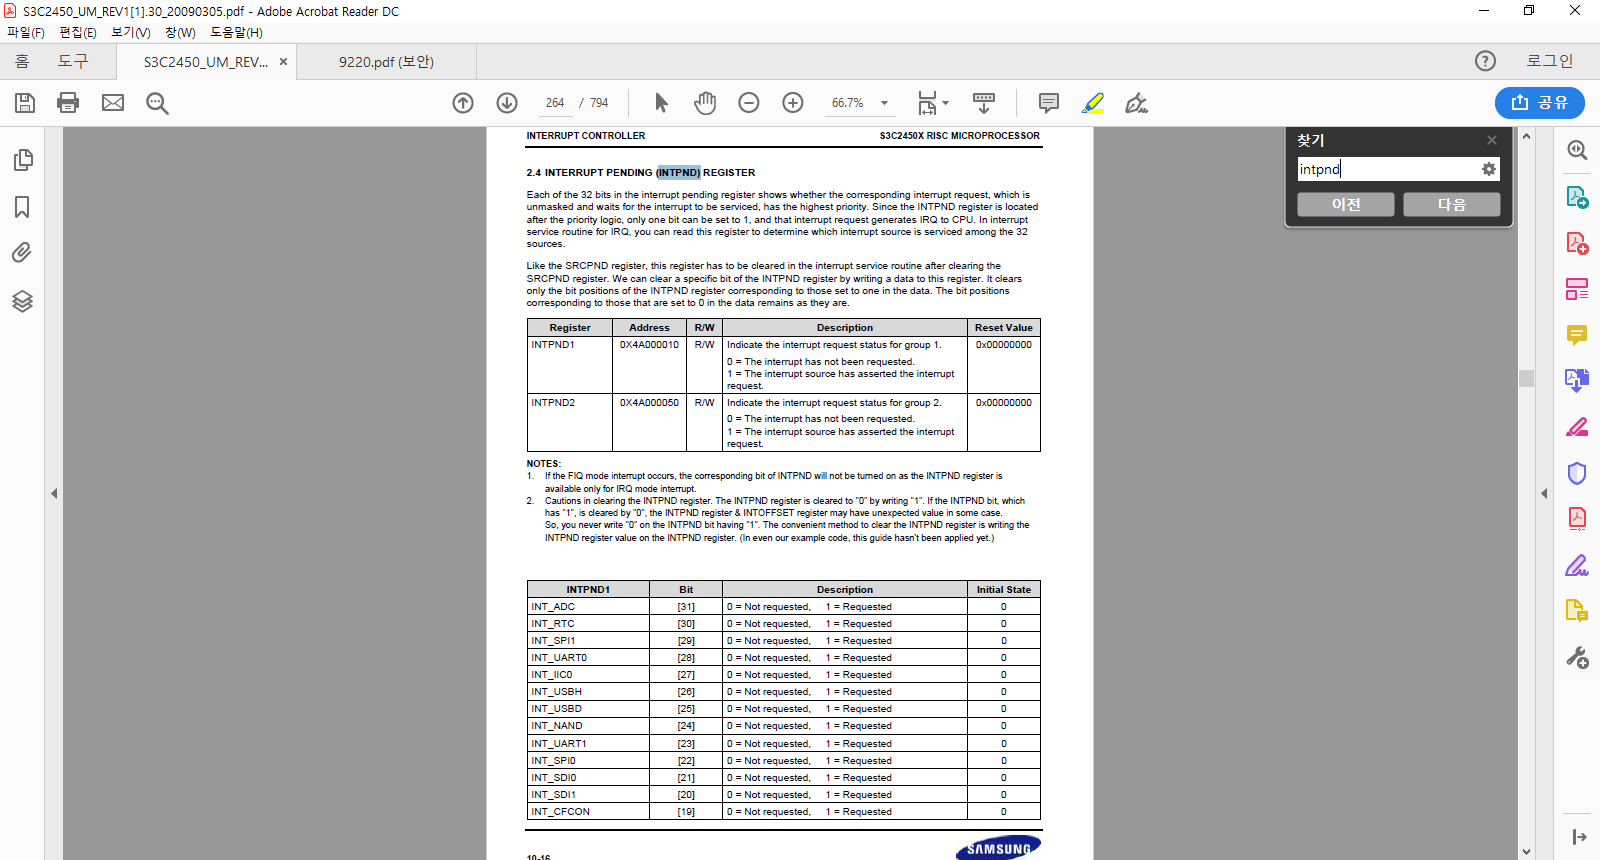 S3C2450_UM_REV1[1].30_20090305.pdf - Adobe Acrobat Reader DC
파일(F) 편집(E) 보기(V) 창(W) 도움말(H)
홈 도구 S3C2450_UM_REV... × 9220.pdf (보안) 로그인
264 / 794 66.7% 공유
찾기
intpnd
이전 다음
INTERRUPT CONTROLLER S3C2450X RISC MICROPROCESSOR
2.4 INTERRUPT PENDING (INTPND) REGISTER
Each of the 32 bits in the interrupt pending register shows whether the corresponding interrupt request, which is
unmasked and waits for the interrupt to be serviced, has the highest priority. Since the INTPND register is located
after the priority logic, only one bit can be set to 1, and that interrupt request generates IRQ to CPU. In interrupt
service routine for IRQ, you can read this register to determine which interrupt source is serviced among the 32
sources.
Like the SRCPND register, this register has to be cleared in the interrupt service routine after clearing the
SRCPND register. We can clear a specific bit of the INTPND register by writing a data to this register. It clears
only the bit positions of the INTPND register corresponding to those set to one in the data. The bit positions
corresponding to those that are set to 0 in the data remains as they are.
Register Address R/W Description Reset Value
INTPND1 0X4A000010 R/W Indicate the interrupt request status for group 1. 0x00000000
0 = The interrupt has not been requested.
1 = The interrupt source has asserted the interrupt
request.
INTPND2 0X4A000050 R/W Indicate the interrupt request status for group 2. 0x00000000
0 = The interrupt has not been requested.
1 = The interrupt source has asserted the interrupt
request.
NOTES:
1. If the FIQ mode interrupt occurs, the corresponding bit of INTPND will not be turned on as the INTPND register is
available only for IRQ mode interrupt.
2. Cautions in clearing the INTPND register. The INTPND register is cleared to "0" by writing "1". If the INTPND bit, which
has "1", is cleared by "0", the INTPND register & INTOFFSET register may have unexpected value in some case.
So, you never write "0" on the INTPND bit having "1". The convenient method to clear the INTPND register is writing the
INTPND register value on the INTPND register. (In even our example code, this guide hasn't been applied yet.)
INTPND1 Bit Description Initial State
INT_ADC [31] 0 = Not requested, 1 = Requested 0
INT_RTC [30] 0 = Not requested, 1 = Requested 0
INT_SPI1 [29] 0 = Not requested, 1 = Requested 0
INT_UART0 [28] 0 = Not requested, 1 = Requested 0
INT_IIC0 [27] 0 = Not requested, 1 = Requested 0
INT_USBH [26] 0 = Not requested, 1 = Requested 0
INT_USBD [25] 0 = Not requested, 1 = Requested 0
INT_NAND [24] 0 = Not requested, 1 = Requested 0
INT_UART1 [23] 0 = Not requested, 1 = Requested 0
INT_SPI0 [22] 0 = Not requested, 1 = Requested 0
INT_SDI0 [21] 0 = Not requested, 1 = Requested 0
INT_SDI1 [20] 0 = Not requested, 1 = Requested 0
INT_CFCON [19] 0 = Not requested, 1 = Requested 0
10-16 SAMSUNG